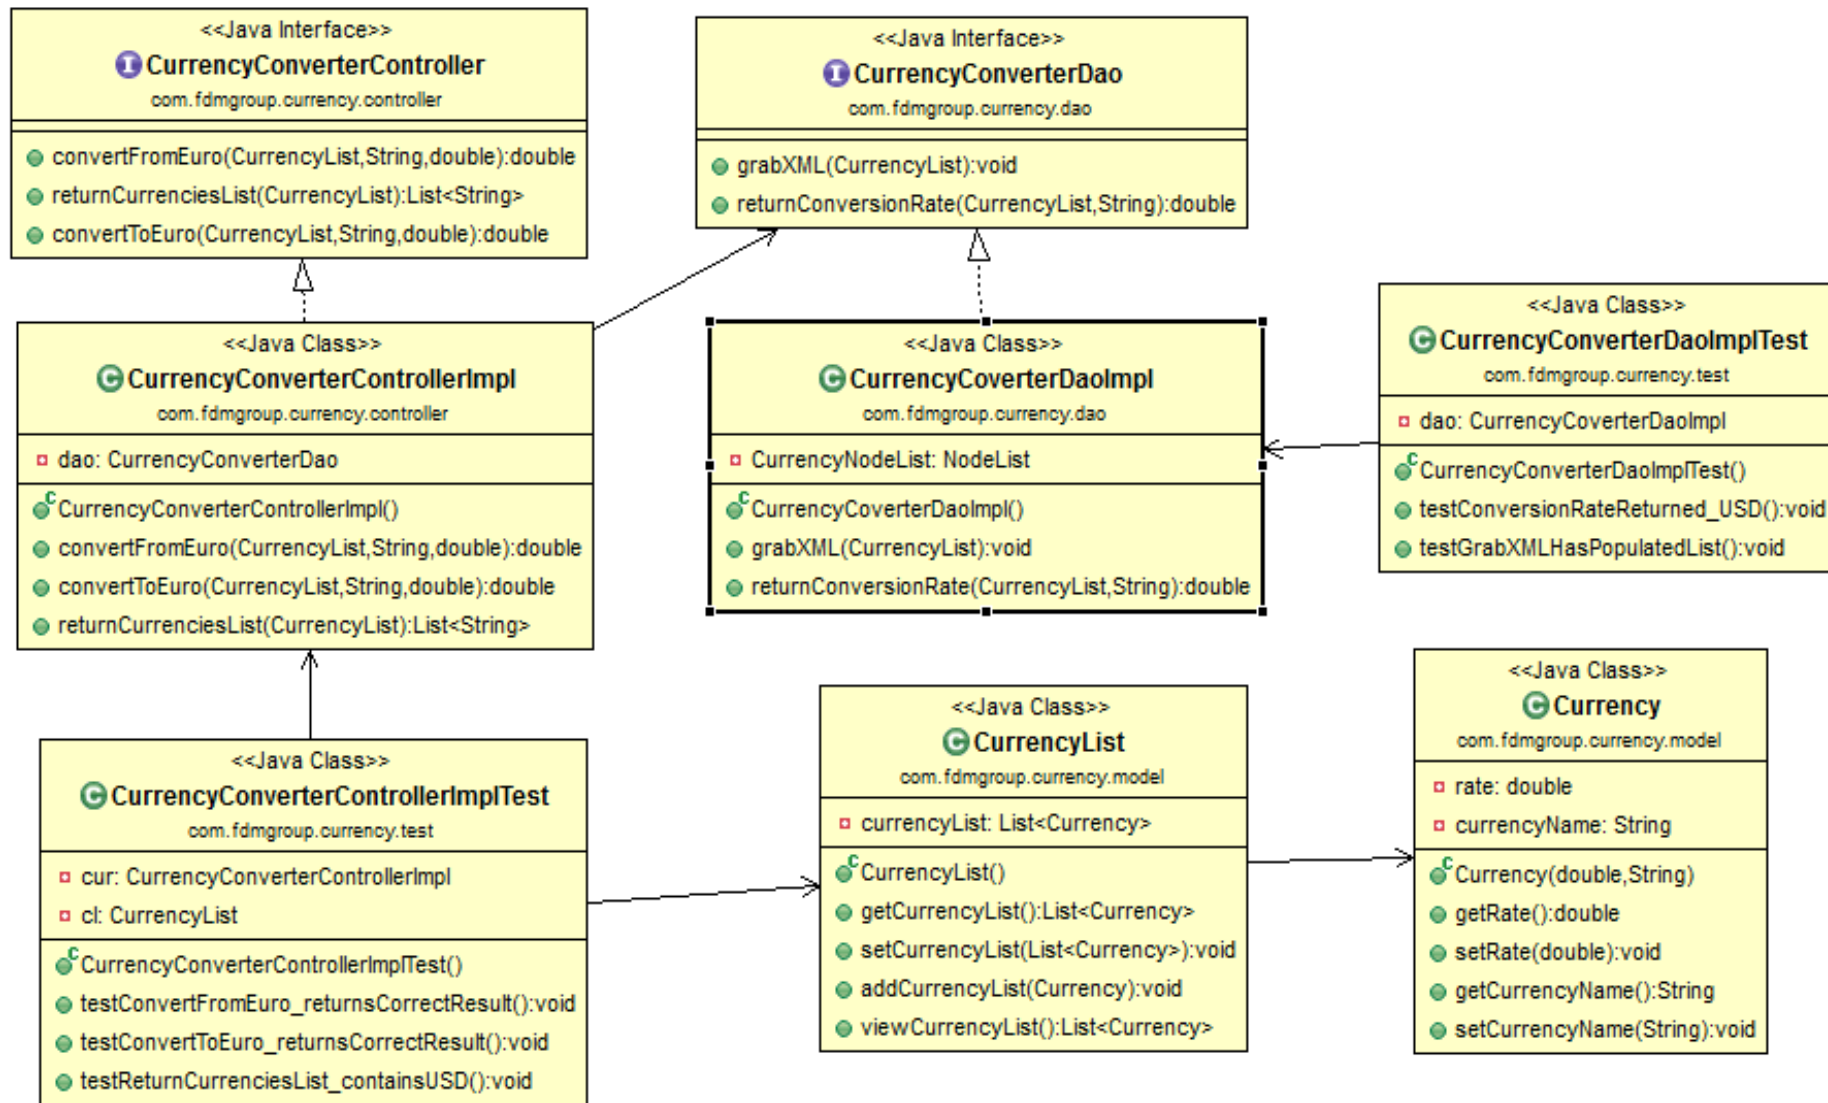 <<Java Interface>>
CurrencyConverterController
com.fdmgroup.currency.controller
convertFromEuro(CurrencyList,String,double):double
returnCurrenciesList(CurrencyList):List<String>
convertToEuro(CurrencyList,String,double):double
<<Java Interface>>
CurrencyConverterDao
com.fdmgroup.currency.dao
grabXML(CurrencyList):void
returnConversionRate(CurrencyList,String):double
<<Java Class>>
CurrencyConverterControllerImpl
com.fdmgroup.currency.controller
dao: CurrencyConverterDao
CurrencyConverterControllerImpl()
convertFromEuro(CurrencyList,String,double):double
convertToEuro(CurrencyList,String,double):double
returnCurrenciesList(CurrencyList):List<String>
<<Java Class>>
CurrencyCoverterDaoImpl
com.fdmgroup.currency.dao
CurrencyNodeList: NodeList
CurrencyCoverterDaoImpl()
grabXML(CurrencyList):void
returnConversionRate(CurrencyList,String):double
<<Java Class>>
CurrencyConverterDaoImplTest
com.fdmgroup.currency.test
dao: CurrencyCoverterDaoImpl
CurrencyConverterDaoImplTest()
testConversionRateReturned_USD():void
testGrabXMLHasPopulatedList():void
<<Java Class>>
CurrencyConverterControllerImplTest
com.fdmgroup.currency.test
cur: CurrencyConverterControllerImpl
cl: CurrencyList
CurrencyConverterControllerImplTest()
testConvertFromEuro_returnsCorrectResult():void
testConvertToEuro_returnsCorrectResult():void
testReturnCurrenciesList_containsUSD():void
<<Java Class>>
CurrencyList
com.fdmgroup.currency.model
currencyList: List<Currency>
CurrencyList()
getCurrencyList():List<Currency>
setCurrencyList(List<Currency>):void
addCurrencyList(Currency):void
viewCurrencyList():List<Currency>
<<Java Class>>
Currency
com.fdmgroup.currency.model
rate: double
currencyName: String
Currency(double,String)
getRate():double
setRate(double):void
getCurrencyName():String
setCurrencyName(String):void